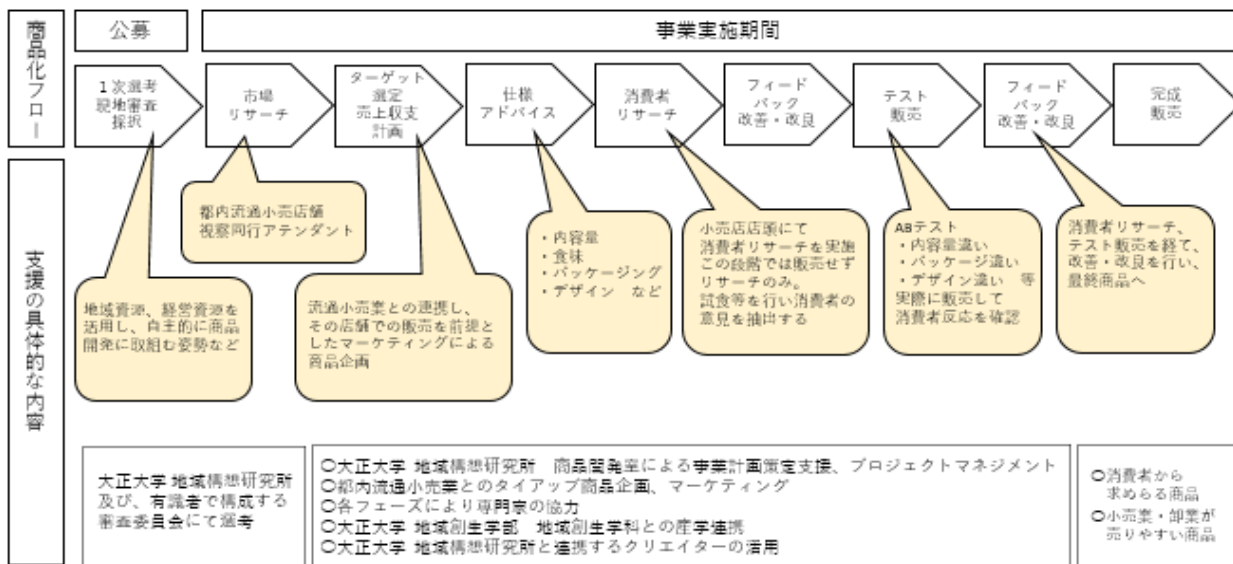 商品化フロー
公募
事業実施期間
1次選考
現地審査
採択
市場
リサーチ
ターゲット
選定
売上収支
計画
仕様
アドバイス
消費者
リサーチ
フィード
バック
改善・改良
テスト
販売
フィード
バック
改善・改良
完成
販売
支援の具体的な内容
地域資源、経営資源を
活用し、自主的に商品
開発に取組む姿勢など
都内流通小売店舗
視察同行アテンダント
流通小売業との連携し、
その店舗での販売を前提と
したマーケティングによる
商品企画
・内容量
・食味
・パッケージング
・デザイン　など
小売店店頭にて
消費者リサーチを実施
この段階では販売せず
リサーチのみ。
試食等を行い消費者の
意見を抽出する
ABテスト
・内容量違い
・パッケージ違い
・デザイン違い　等
実際に販売して
消費者反応を確認
消費者リサーチ、
テスト販売を経て、
改善・改良を行い、
最終商品へ
大正大学 地域構想研究所
及び、有識者で構成する
審査委員会にて選考
〇大正大学 地域構想研究所　商品開発室による事業計画策定支援、プロジェクトマネジメント
〇都内流通小売業とのタイアップ商品企画、マーケティング
〇各フェーズにより専門家の協力
〇大正大学 地域創生学部　地域創生学科との産学連携
〇大正大学 地域構想研究所と連携するクリエイターの活用
〇消費者から
求めらる商品
〇小売業・卸業が
売りやすい商品